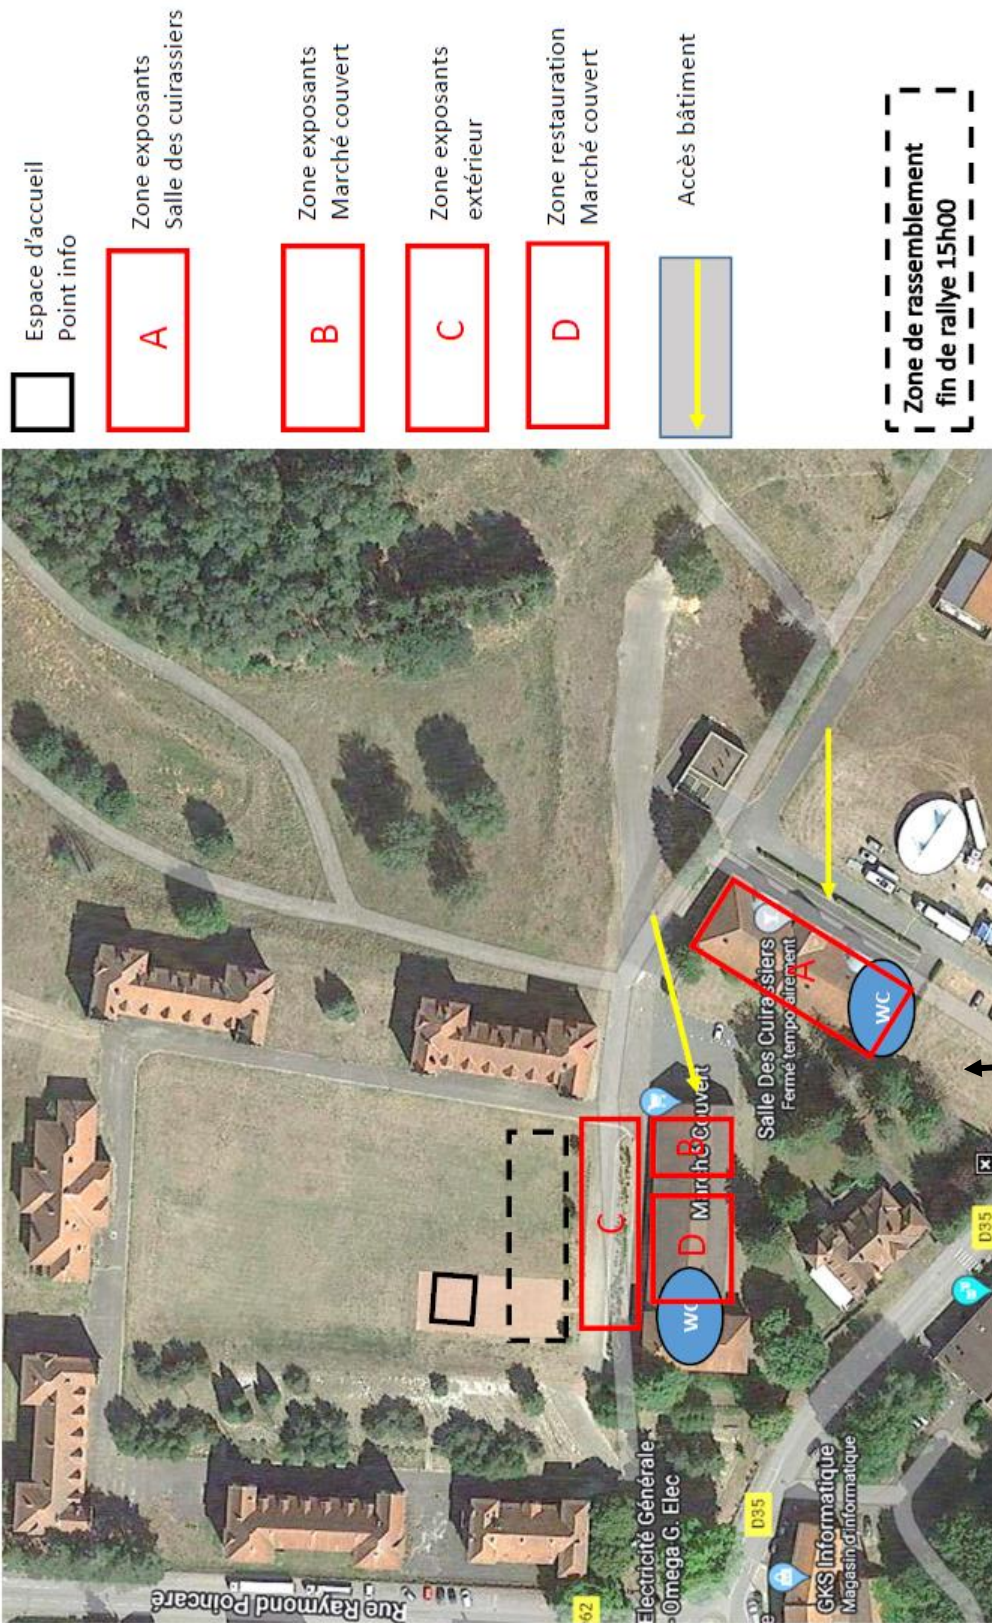 Espace d'accueil
Point info
A
Zone exposants
Salle des cuirassiers
B
Zone exposants
Marché couvert
C
Zone exposants
extérieur
D
Zone restauration
Marché couvert
Accès bâtiment
Zone de rassemblement
fin de rallye 15h00
C
B
D
Marché Couvert
WC
A
Salle Des Cuirassiers
Fermé temporairement
WC
Rue Raymond Poincaré
Electricité Générale
- Omega G. Elec
62
D35
D35
GKS Informatique
Magasin d'informatique
e